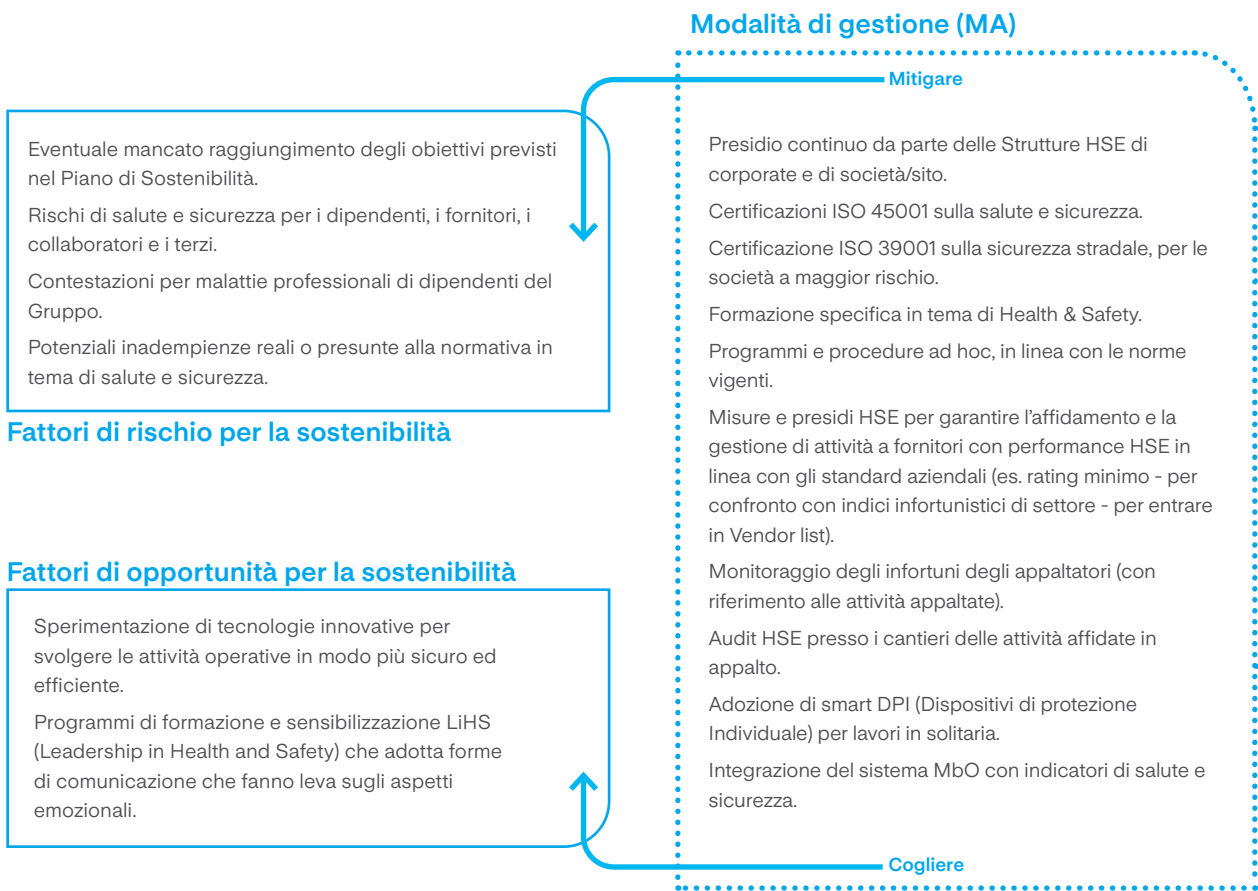 Modalità di gestione (MA)
Mitigare
Eventuale mancato raggiungimento degli obiettivi previsti
nel Piano di Sostenibilità.
Rischi di salute e sicurezza per i dipendenti, i fornitori, i
collaboratori e i terzi.
Contestazioni per malattie professionali di dipendenti del
Gruppo.
Potenziali inadempienze reali o presunte alla normativa in
tema di salute e sicurezza.
Fattori di rischio per la sostenibilità
Fattori di opportunità per la sostenibilità
Sperimentazione di tecnologie innovative per
svolgere le attività operative in modo più sicuro ed
efficiente.
Programmi di formazione e sensibilizzazione LiHS
(Leadership in Health and Safety) che adotta forme
di comunicazione che fanno leva sugli aspetti
emozionali.
Presidio continuo da parte delle Strutture HSE di
corporate e di società/sito.
Certificazioni ISO 45001 sulla salute e sicurezza.
Certificazione ISO 39001 sulla sicurezza stradale, per le
società a maggior rischio.
Formazione specifica in tema di Health & Safety.
Programmi e procedure ad hoc, in linea con le norme
vigenti.
Misure e presidi HSE per garantire l’affidamento e la
gestione di attività a fornitori con performance HSE in
linea con gli standard aziendali (es. rating minimo - per
confronto con indici infortunistici di settore - per entrare
in Vendor list).
Monitoraggio degli infortuni degli appaltatori (con
riferimento alle attività appaltate).
Audit HSE presso i cantieri delle attività affidate in
appalto.
Adozione di smart DPI (Dispositivi di protezione
Individuale) per lavori in solitaria.
Integrazione del sistema MbO con indicatori di salute e
sicurezza.
Cogliere